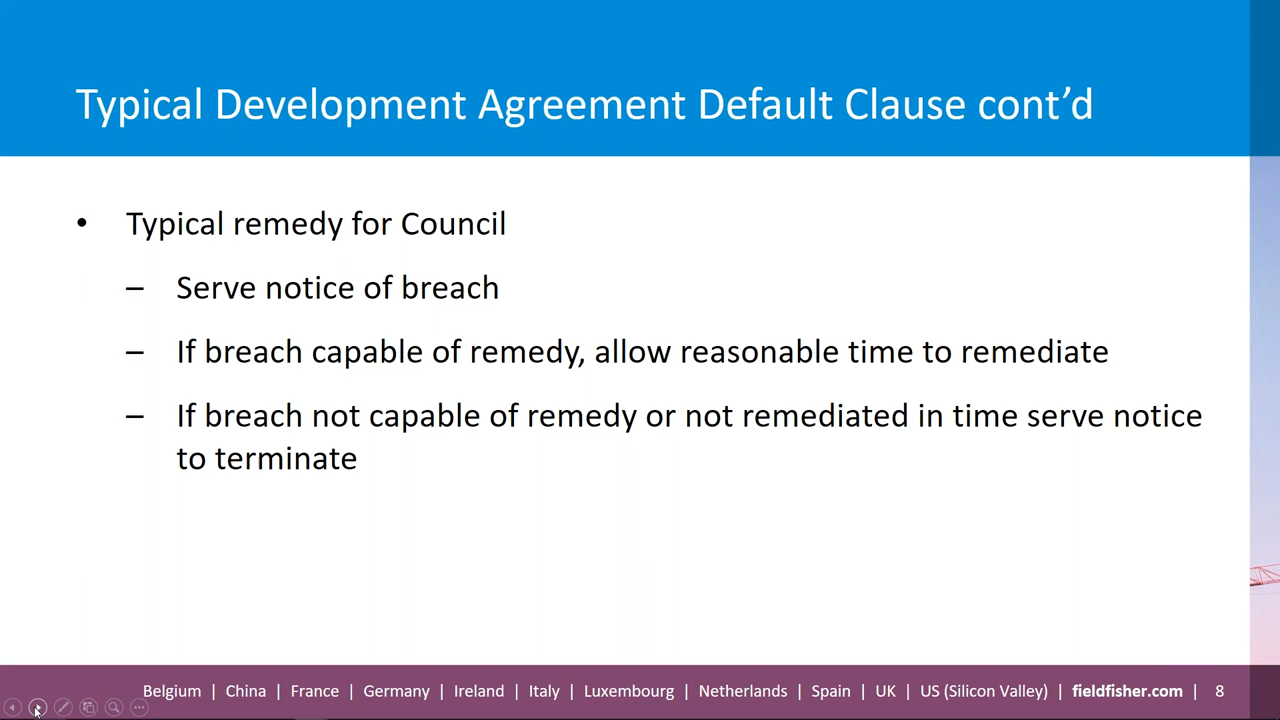 Typical Development Agreement Default Clause cont’d
• Typical remedy for Council
– Serve notice of breach
– If breach capable of remedy, allow reasonable time to remediate
– If breach not capable of remedy or not remediated in time serve notice
to terminate
Belgium | China | France | Germany | Ireland | Italy | Luxembourg | Netherlands | Spain | UK | US (Silicon Valley) | fieldfisher.com | 8